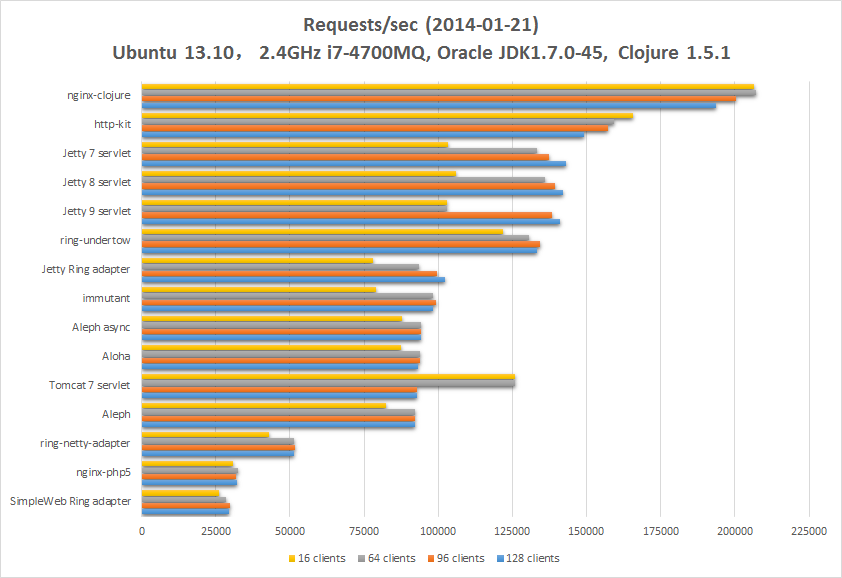 Requests/sec (2014-01-21)
Ubuntu 13.10， 2.4GHz i7-4700MQ, Oracle JDK1.7.0-45, Clojure 1.5.1
nginx-clojure
http-kit
Jetty 7 servlet
Jetty 8 servlet
Jetty 9 servlet
ring-undertow
Jetty Ring adapter
immutant
Aleph async
Aloha
Tomcat 7 servlet
Aleph
ring-netty-adapter
nginx-php5
SimpleWeb Ring adapter
0 25000 50000 75000 100000 125000 150000 175000 200000 225000
16 clients 64 clients 96 clients 128 clients